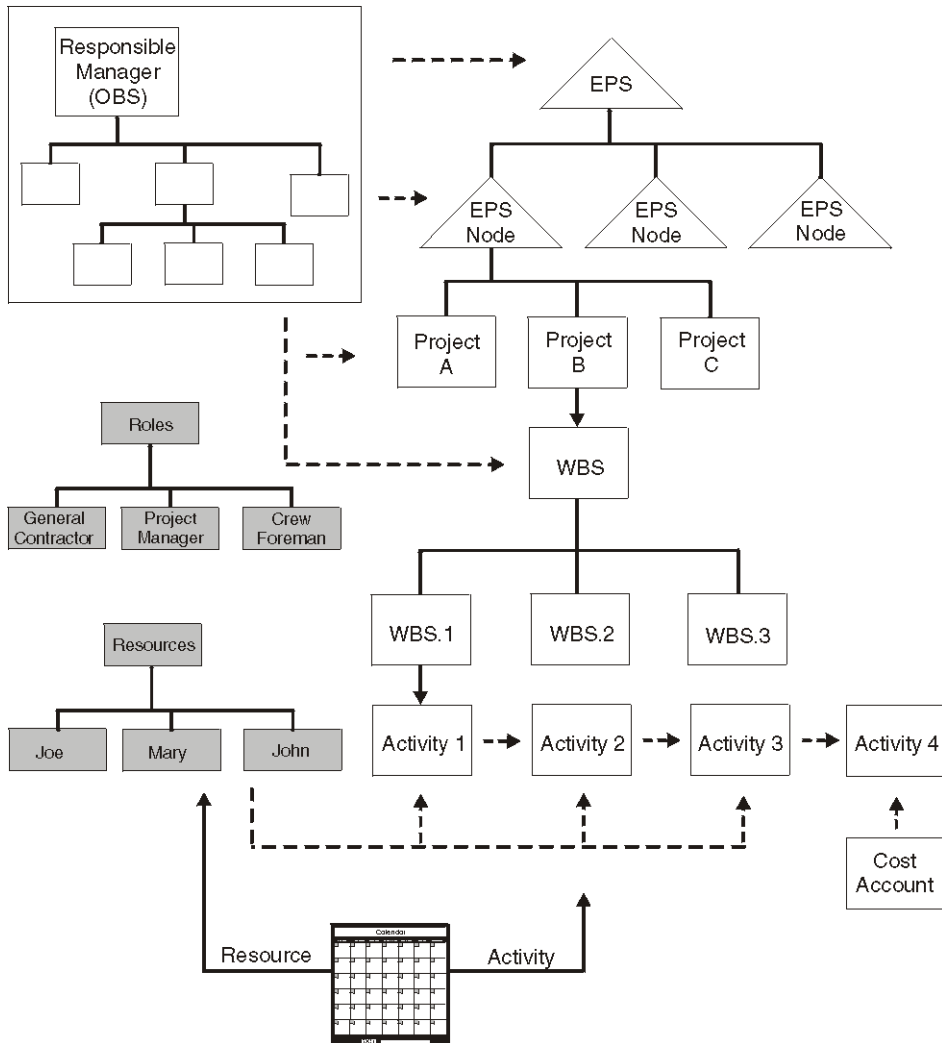 Responsible
Manager
(OBS)
EPS
EPS
Node
EPS
Node
EPS
Node
Project
A
Project
B
Project
C
Roles
WBS
General
Contractor
Project
Manager
Crew
Foreman
WBS.1
WBS.2
WBS.3
Resources
Joe
Mary
John
Activity 1
Activity 2
Activity 3
Activity 4
Cost
Account
Calendar
Resource
Activity